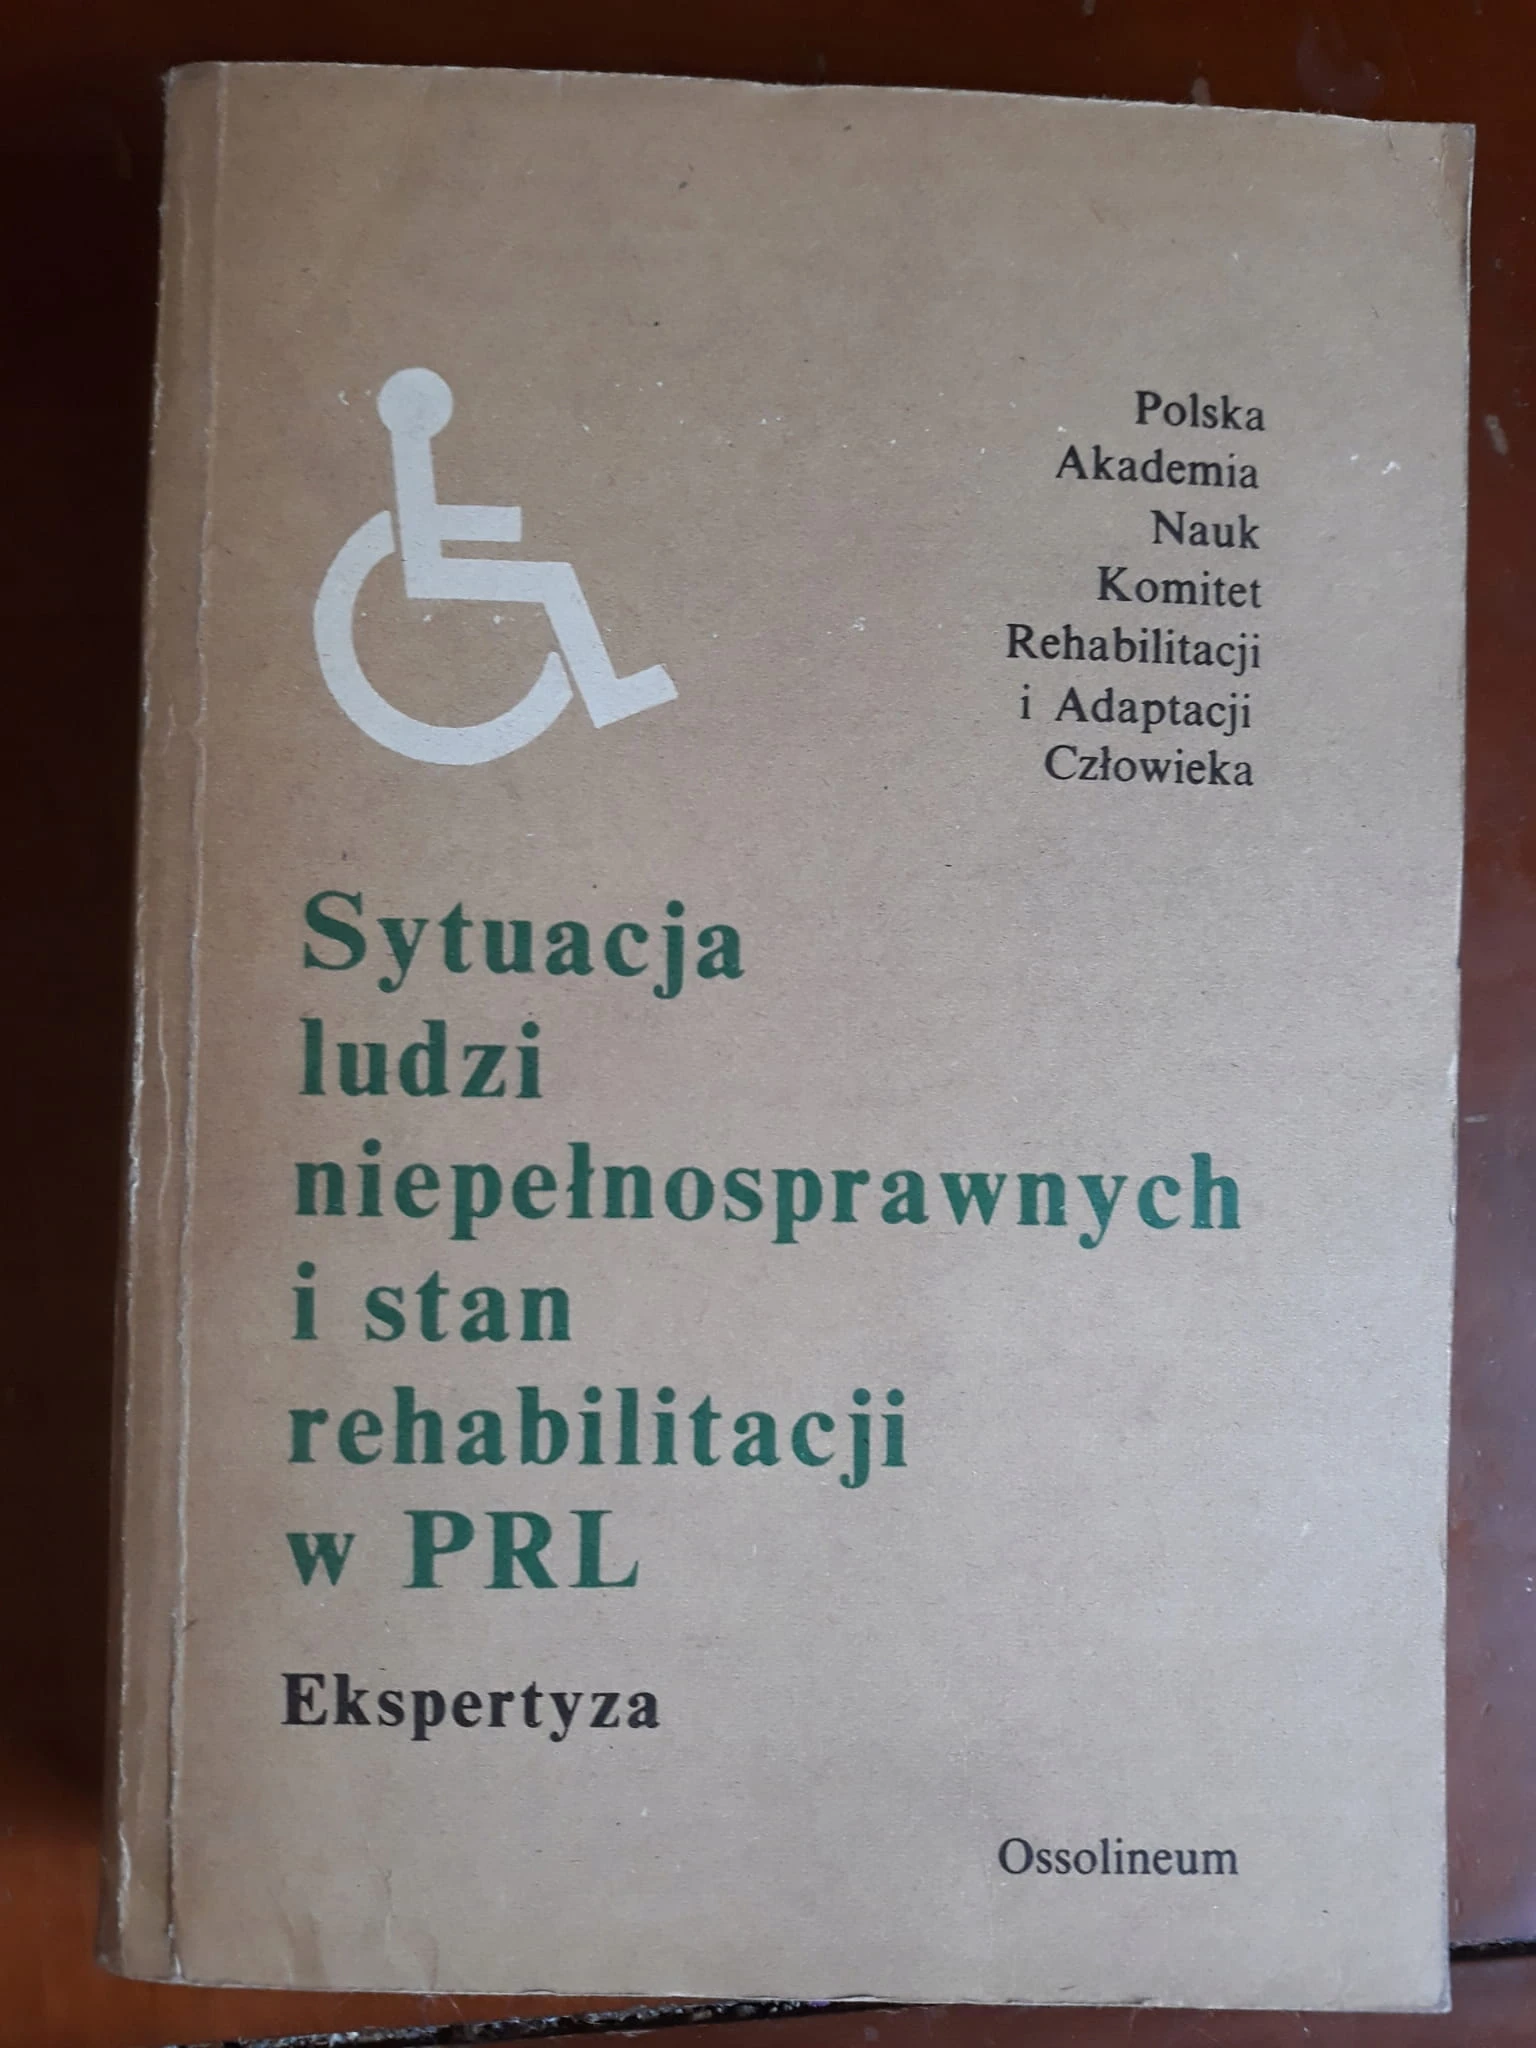 Polska
Akademia
Nauk
Komitet
Rehabilitacji
i Adaptacji
Człowieka
Sytuacja
ludzi
niepełnosprawnych
i stan
rehabilitacji
w PRL
Ekspertyza
Ossolineum